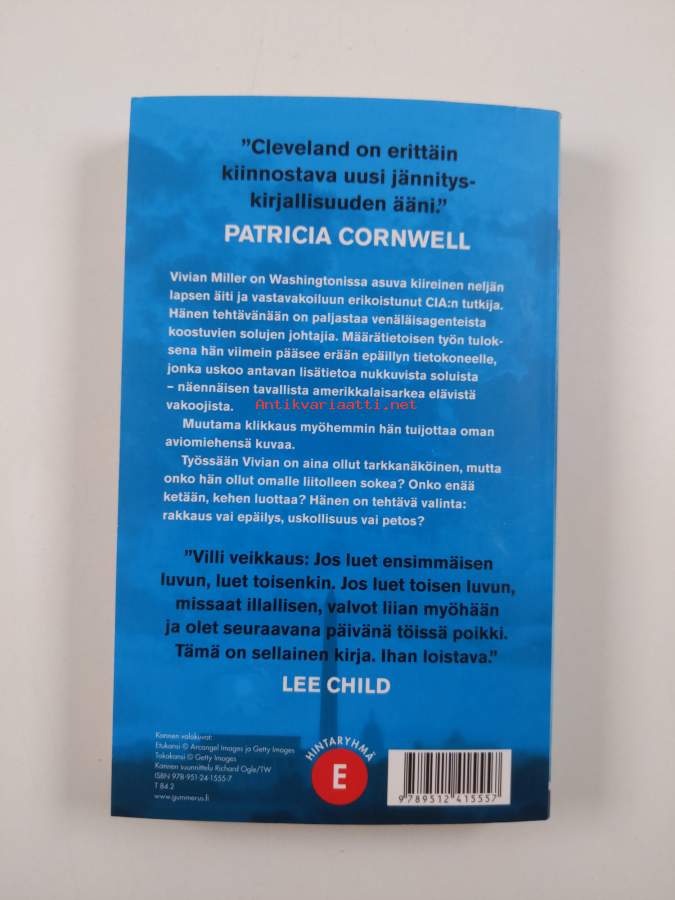 ”Cleveland on erittäin
kiinnostava uusi jännitys-
kirjallisuuden ääni.”
PATRICIA CORNWELL
Vivian Miller on Washingtonissa asuva kiireinen neljän
lapsen äiti ja vastavakoiluun erikoistunut CIA:n tutkija.
Hänen tehtävänään on paljastaa venäläisagenteista
koostuvien solujen johtajia. Määrätietoisen työn tulok-
sena hän viimein pääsee erään epäillyn tietokoneelle,
jonka uskoo antavan lisätietoa nukkuvista soluista
– näennäisen tavallista amerikkalaisarkea elävistä
vakoojista.
Antikvariaatti.net
Muutama klikkaus myöhemmin hän tuijottaa oman
aviomiehensä kuvaa.
Työssään Vivian on aina ollut tarkkanäköinen, mutta
onko hän ollut omalle liitolleen sokea? Onko enää
ketään, kehen luottaa? Hänen on tehtävä valinta:
rakkaus vai epäilys, uskollisuus vai petos?
”Villi veikkaus: Jos luet ensimmäisen
luvun, luet toisenkin. Jos luet toisen luvun,
missaat illallisen, valvot liian myöhään
ja olet seuraavana päivänä töissä poikki.
Tämä on sellainen kirja. Ihan loistava.”
LEE CHILD
Kannen valokuvat:
Etukansi © Arcangel Images ja Getty Images
Takakansi © Getty Images
Kannen suunnittelu Richard Ogle/TW
ISBN 978-951-24-1555-7
T 84.2
www.gummerus.fi
HINTARYHMÄ
E
9 789512 415557